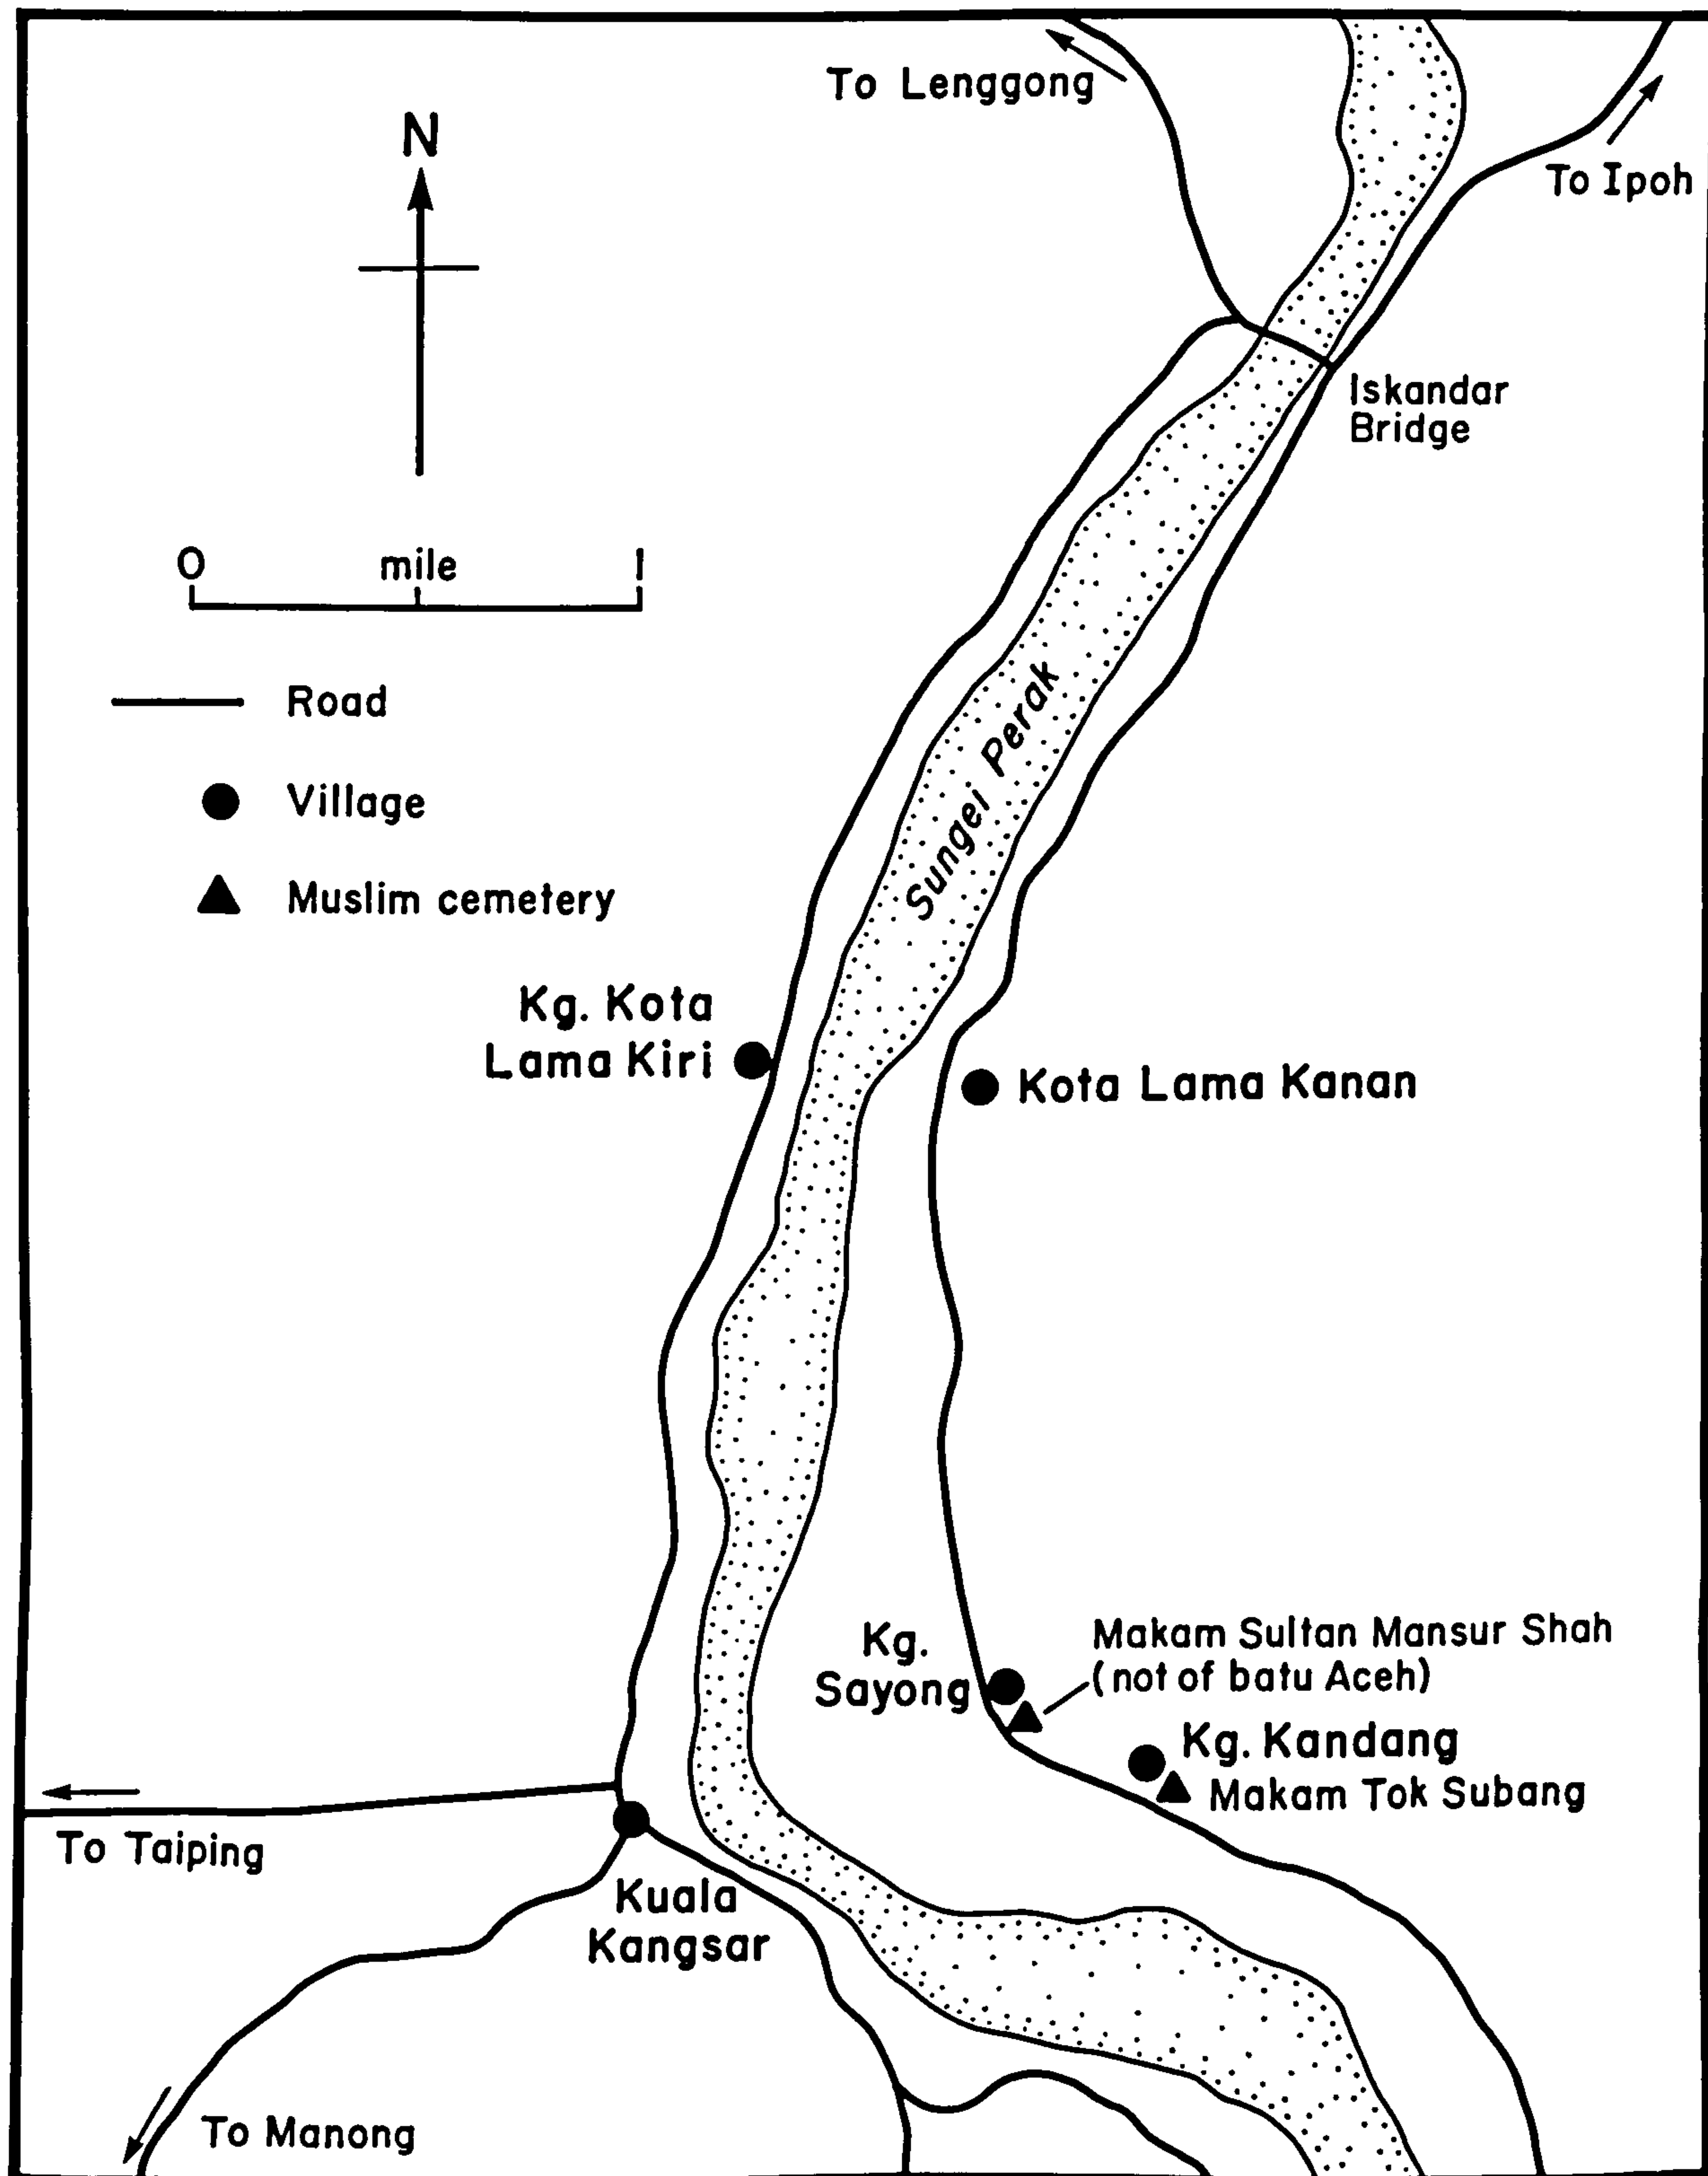 To Lenggong
N
To Ipoh
Iskandar
Bridge
0 mile 1
Road
Village
Muslim cemetery
Sungei Perak
Kg. Kota
Lama Kiri
Kota Lama Kanan
Kg.
Sayong
Makam Sultan Mansur Shah
(not of batu Aceh)
Kg. Kandang
Makam Tok Subang
To Taiping
Kuala
Kangsar
To Manong